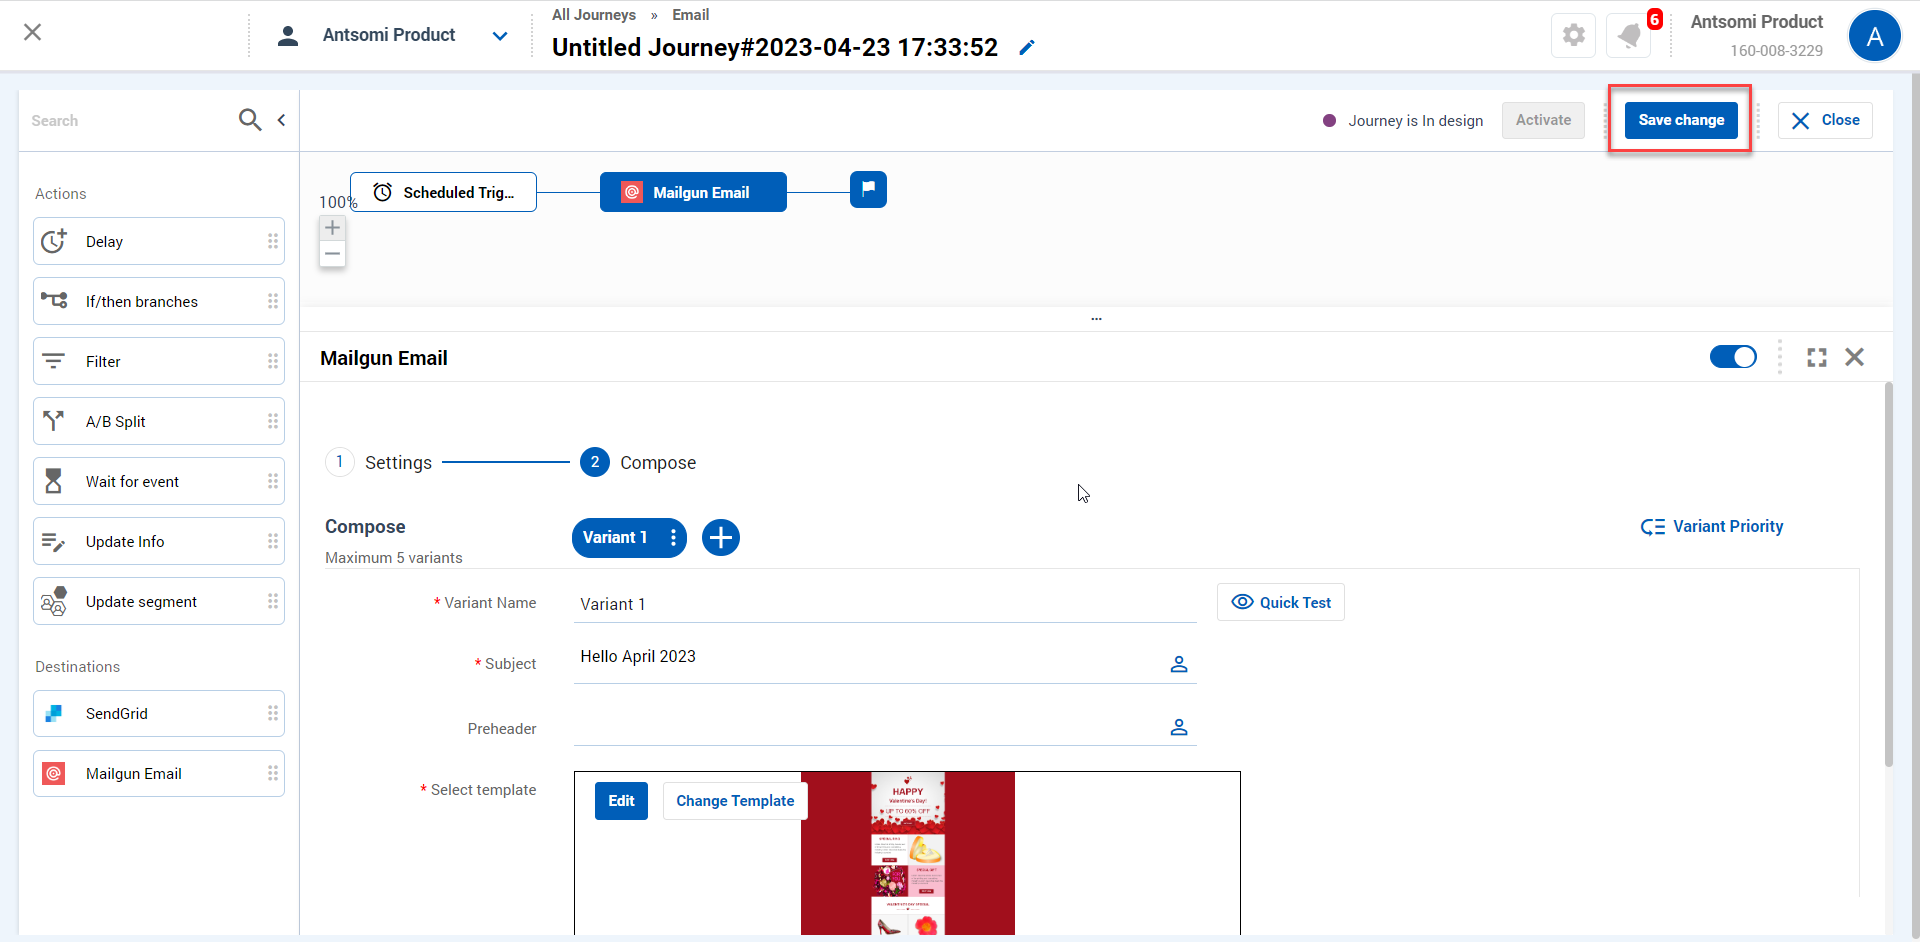 Antsomi Product
All Journeys » Email
Untitled Journey#2023-04-23 17:33:52
6
Antsomi Product
160-008-3229
A
Search
Journey is In design
Activate
Save change
Close
Actions
Delay
If/then branches
Filter
A/B Split
Wait for event
Update Info
Update segment
Destinations
SendGrid
Mailgun Email
100%
Scheduled Trig...
Mailgun Email
...
Mailgun Email
1 Settings
2 Compose
Compose
Maximum 5 variants
Variant 1
Variant Priority
* Variant Name
Variant 1
Quick Test
* Subject
Hello April 2023
Preheader
* Select template
Edit
Change Template
HAPPY
Valentine's Day!
UP TO 60% OFF